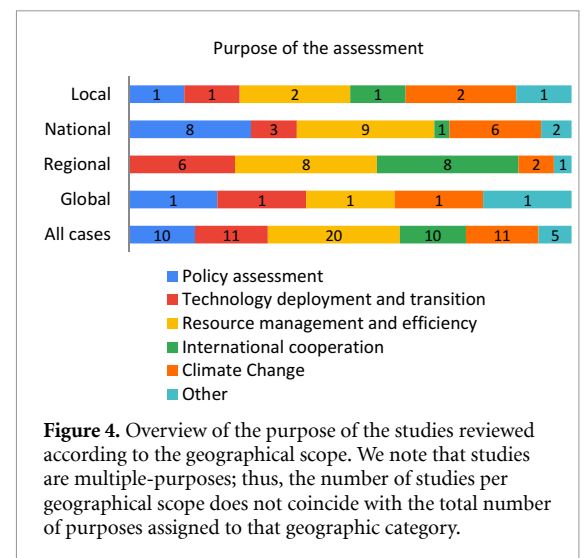 Purpose of the assessment
Local 1 1 2 1 2 1
National 8 3 9 1 6 2
Regional 6 8 8 2 1
Global 1 1 1 1 1
All cases 10 11 20 10 11 5
Policy assessment
Technology deployment and transition
Resource management and efficiency
International cooperation
Climate Change
Other
Figure 4. Overview of the purpose of the studies reviewed
according to the geographical scope. We note that studies
are multiple-purposes; thus, the number of studies per
geographical scope does not coincide with the total number
of purposes assigned to that geographic category.